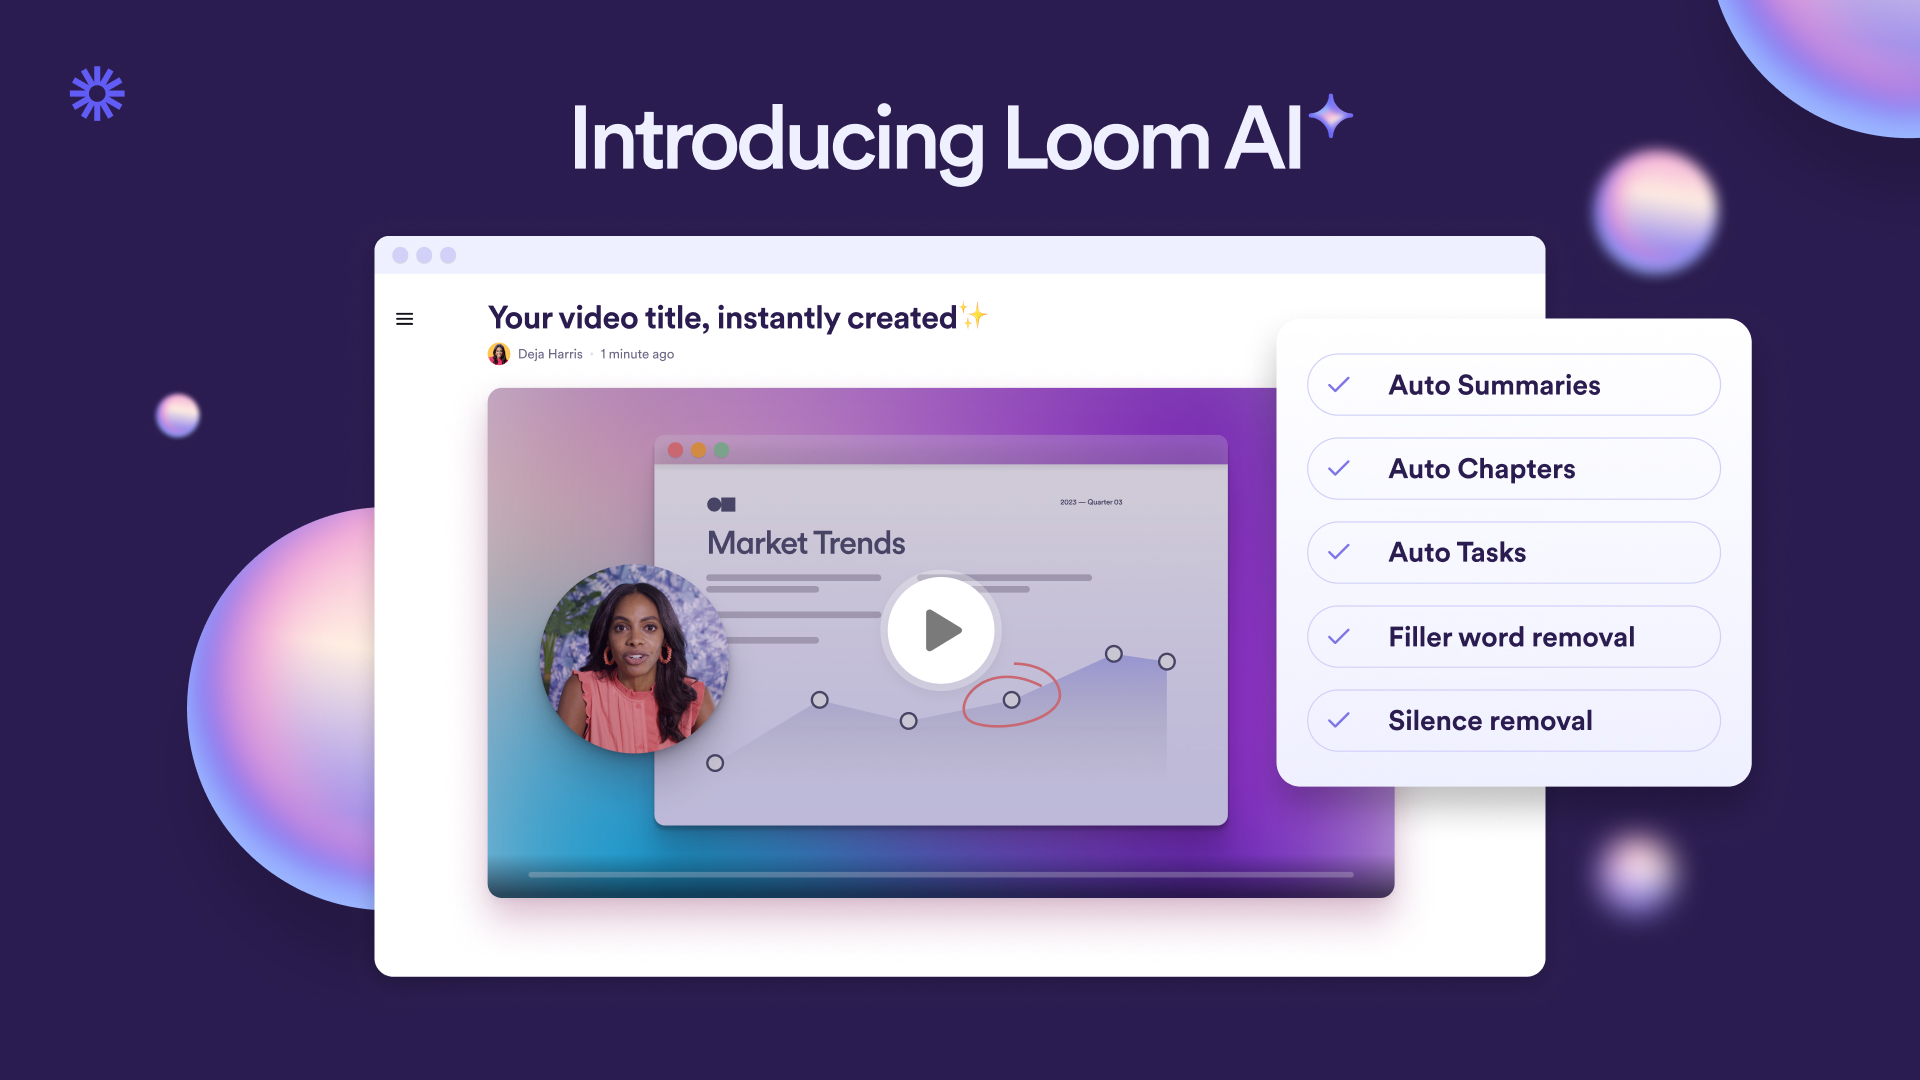 Introducing Loom AI
Your video title, instantly created✨
Deja Harris · 1 minute ago
2023 — Quarter 03
Market Trends
Auto Summaries
Auto Chapters
Auto Tasks
Filler word removal
Silence removal